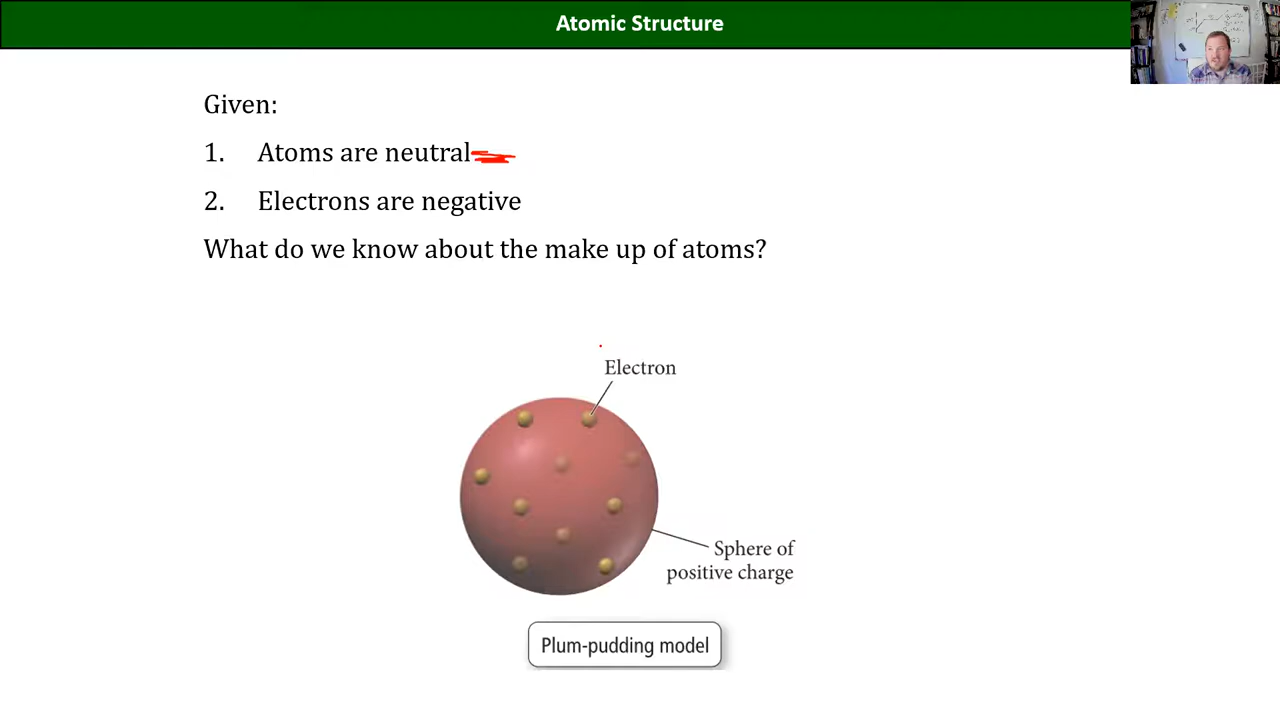 Atomic Structure
Given:
1. Atoms are neutral
2. Electrons are negative
What do we know about the make up of atoms?
Electron
Sphere of
positive charge
Plum-pudding model